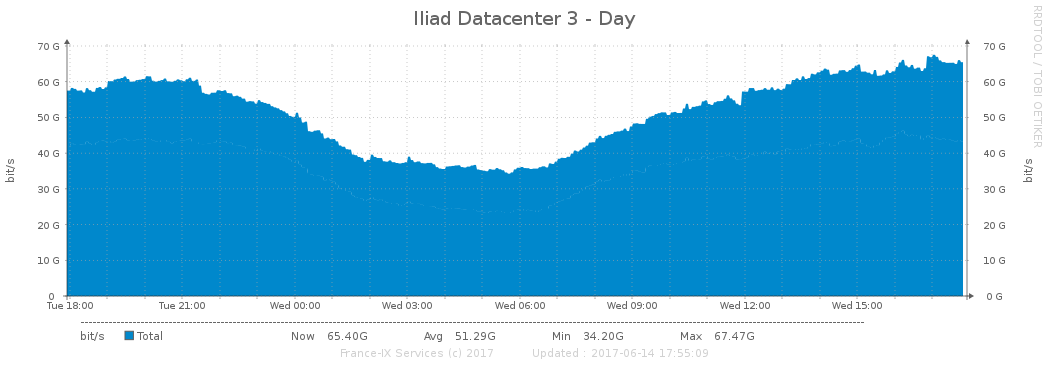 Iliad Datacenter 3 - Day
RRDTOOL / TOBI OETIKER
70 G 70 G
60 G 60 G
50 G 50 G
40 G 40 G
30 G 30 G
20 G 20 G
10 G 10 G
0 0 G
bit/s bit/s
Tue 18:00 Tue 21:00 Wed 00:00 Wed 03:00 Wed 06:00 Wed 09:00 Wed 12:00 Wed 15:00
bit/s Total Now 65.40G Avg 51.29G Min 34.20G Max 67.47G
France-IX Services (c) 2017 Updated : 2017-06-14 17:55:09